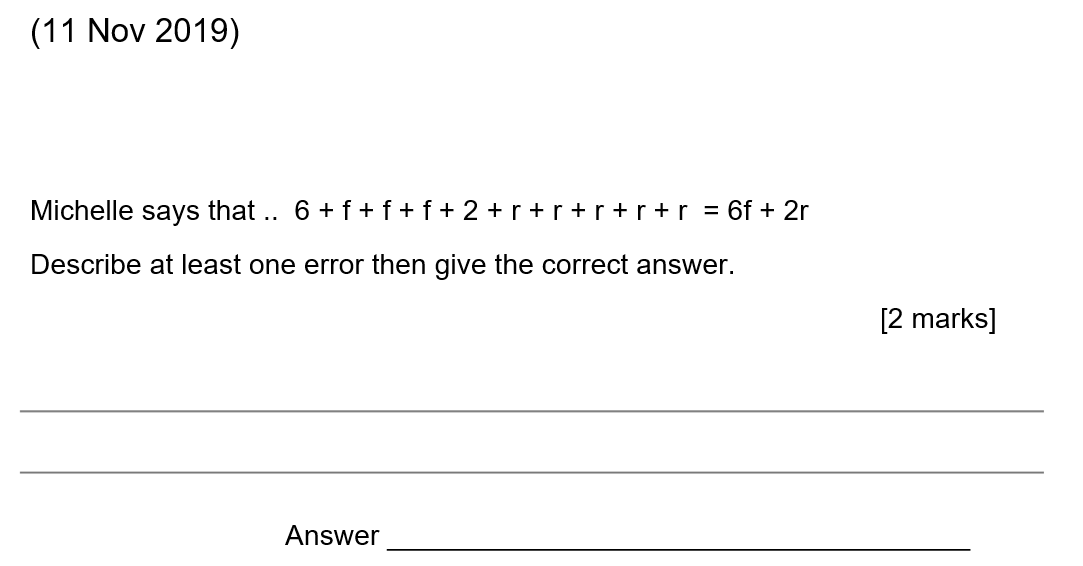 (11 Nov 2019)
Michelle says that .. 6 + f + f + f + 2 + r + r + r + r + r = 6f + 2r
Describe at least one error then give the correct answer.
[2 marks]
Answer